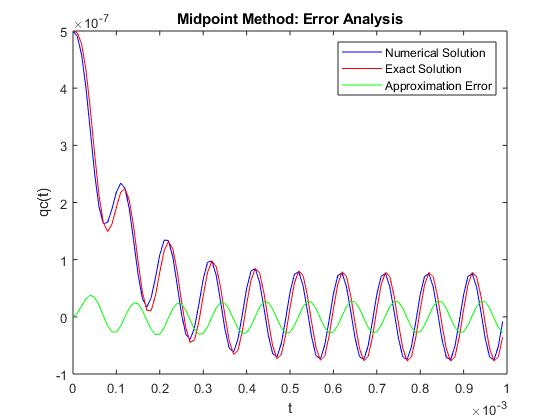 Midpoint Method: Error Analysis
×10⁻⁷
5
4
3
2
1
0
-1
qc(t)
Numerical Solution
Exact Solution
Approximation Error
0 0.1 0.2 0.3 0.4 0.5 0.6 0.7 0.8 0.9 1
t
×10⁻³